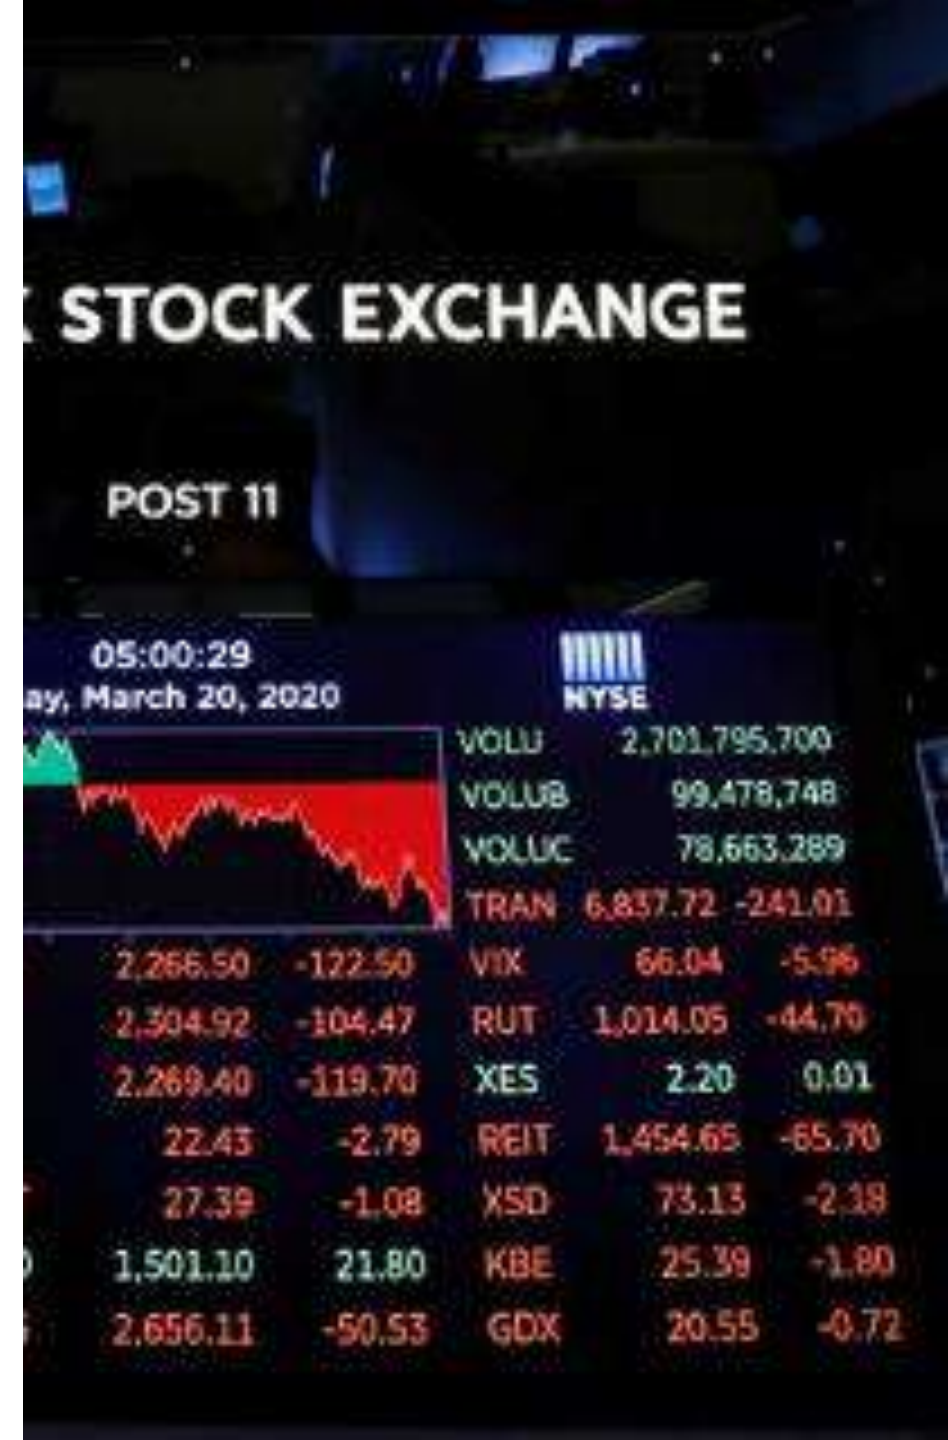 STOCK EXCHANGE
POST 11
05:00:29
ay, March 20, 2020
NYSE
VOLU 2,701,795,700
VOLUB 99,478,748
VOLUC 78,663,289
TRAN 6,837.72 -241.01
2,266.50 -122.50 VIX 66.04 -5.96
2,304.92 -104.47 RUT 1,014.05 -44.70
2,269.40 -119.70 XES 2.20 0.01
22.43 -2.79 REIT 1,454.65 -65.70
27.39 -1.08 XSD 73.13 -2.18
1,501.10 21.80 KBE 25.39 -1.80
2,656.11 -50.53 GDX 20.55 -0.72